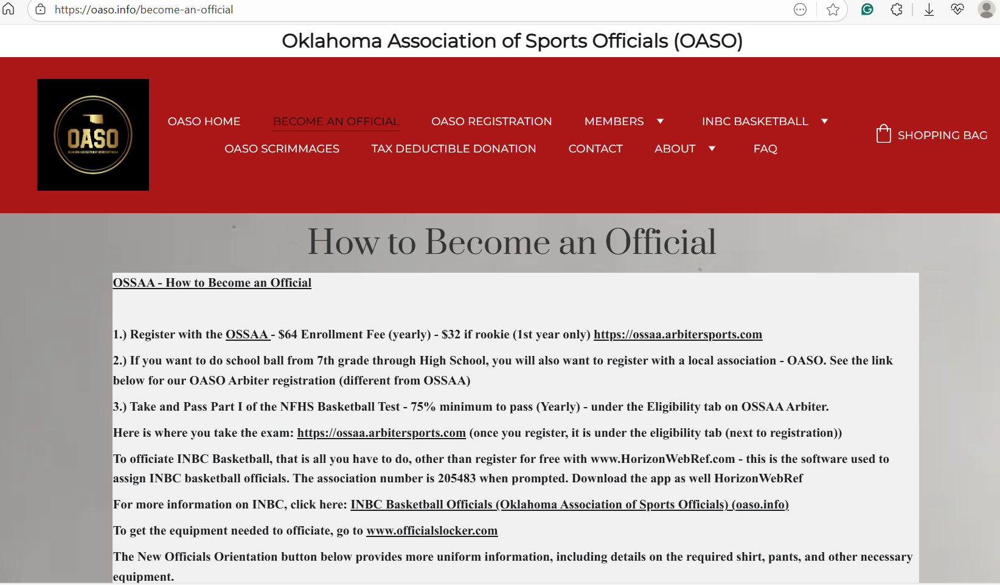 https://oaso.info/become-an-official
Oklahoma Association of Sports Officials (OASO)
OASO
OKLAHOMA ASSOCIATION OF SPORTS OFFICIALS
OASO HOME
BECOME AN OFFICIAL
OASO REGISTRATION
MEMBERS
INBC BASKETBALL
OASO SCRIMMAGES
TAX DEDUCTIBLE DONATION
CONTACT
ABOUT
FAQ
SHOPPING BAG
How to Become an Official
OSSAA - How to Become an Official
1.) Register with the OSSAA - $64 Enrollment Fee (yearly) - $32 if rookie (1st year only) https://ossaa.arbitersports.com
2.) If you want to do school ball from 7th grade through High School, you will also want to register with a local association - OASO. See the link
below for our OASO Arbiter registration (different from OSSAA)
3.) Take and Pass Part I of the NFHS Basketball Test - 75% minimum to pass (Yearly) - under the Eligibility tab on OSSAA Arbiter.
Here is where you take the exam: https://ossaa.arbitersports.com (once you register, it is under the eligibility tab (next to registration))
To officiate INBC Basketball, that is all you have to do, other than register for free with www.HorizonWebRef.com - this is the software used to
assign INBC basketball officials. The association number is 205483 when prompted. Download the app as well HorizonWebRef
For more information on INBC, click here: INBC Basketball Officials (Oklahoma Association of Sports Officials) (oaso.info)
To get the equipment needed to officiate, go to www.officialslocker.com
The New Officials Orientation button below provides more uniform information, including details on the required shirt, pants, and other necessary
equipment.